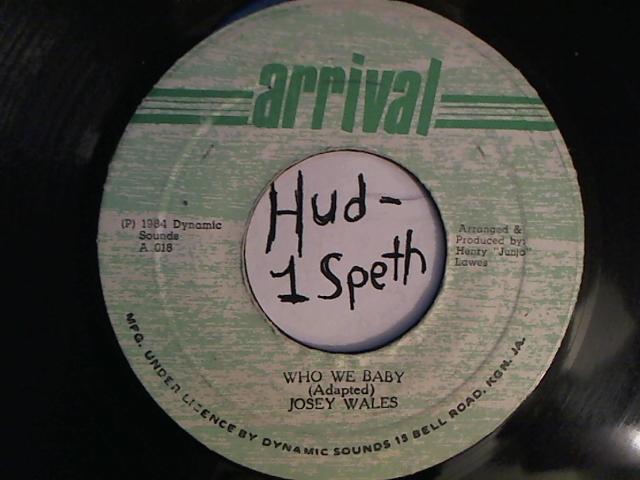 arrival
(P) 1984 Dynamic
Sounds
A 018
Hud-
1 Speth
Arranged &
Produced by:
Henry "Junjo"
Lawes
WHO WE BABY
(Adapted)
JOSEY WALES
MFG. UNDER LICENCE BY DYNAMIC SOUNDS 15 BELL ROAD, KGN. JA.